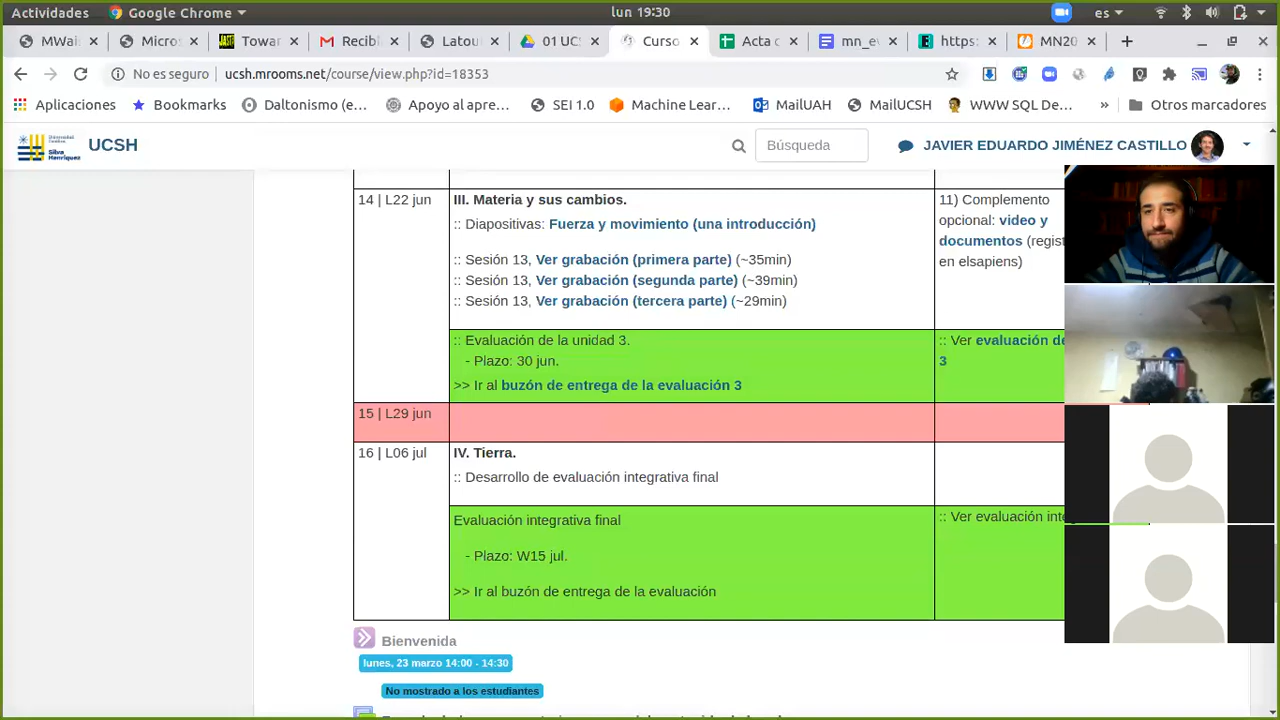 Actividades
Google Chrome
lun 19:30
es
MWai
Micros
Towar
Recibi
Latou
01 UC
Curso
Acta c
mn_e
https:
MN20
No es seguro
ucsh.mrooms.net/course/view.php?id=18353
Aplicaciones
Bookmarks
Daltonismo (e...
Apoyo al apre...
SEI 1.0
Machine Lear...
MailUAH
MailUCSH
WWW SQL De...
»
Otros marcadores
Universidad Católica Silva Henríquez
UCSH
Búsqueda
JAVIER EDUARDO JIMÉNEZ CASTILLO
14 | L22 jun
III. Materia y sus cambios.
:: Diapositivas: Fuerza y movimiento (una introducción)
:: Sesión 13, Ver grabación (primera parte) (~35min)
:: Sesión 13, Ver grabación (segunda parte) (~39min)
:: Sesión 13, Ver grabación (tercera parte) (~29min)
11) Complemento
opcional: video y
documentos (regist
en elsapiens)
:: Evaluación de la unidad 3.
- Plazo: 30 jun.
>> Ir al buzón de entrega de la evaluación 3
:: Ver evaluación de
3
15 | L29 jun
16 | L06 jul
IV. Tierra.
:: Desarrollo de evaluación integrativa final
Evaluación integrativa final
- Plazo: W15 jul.
>> Ir al buzón de entrega de la evaluación
:: Ver evaluación inte
Bienvenida
lunes, 23 marzo 14:00 - 14:30
No mostrado a los estudiantes